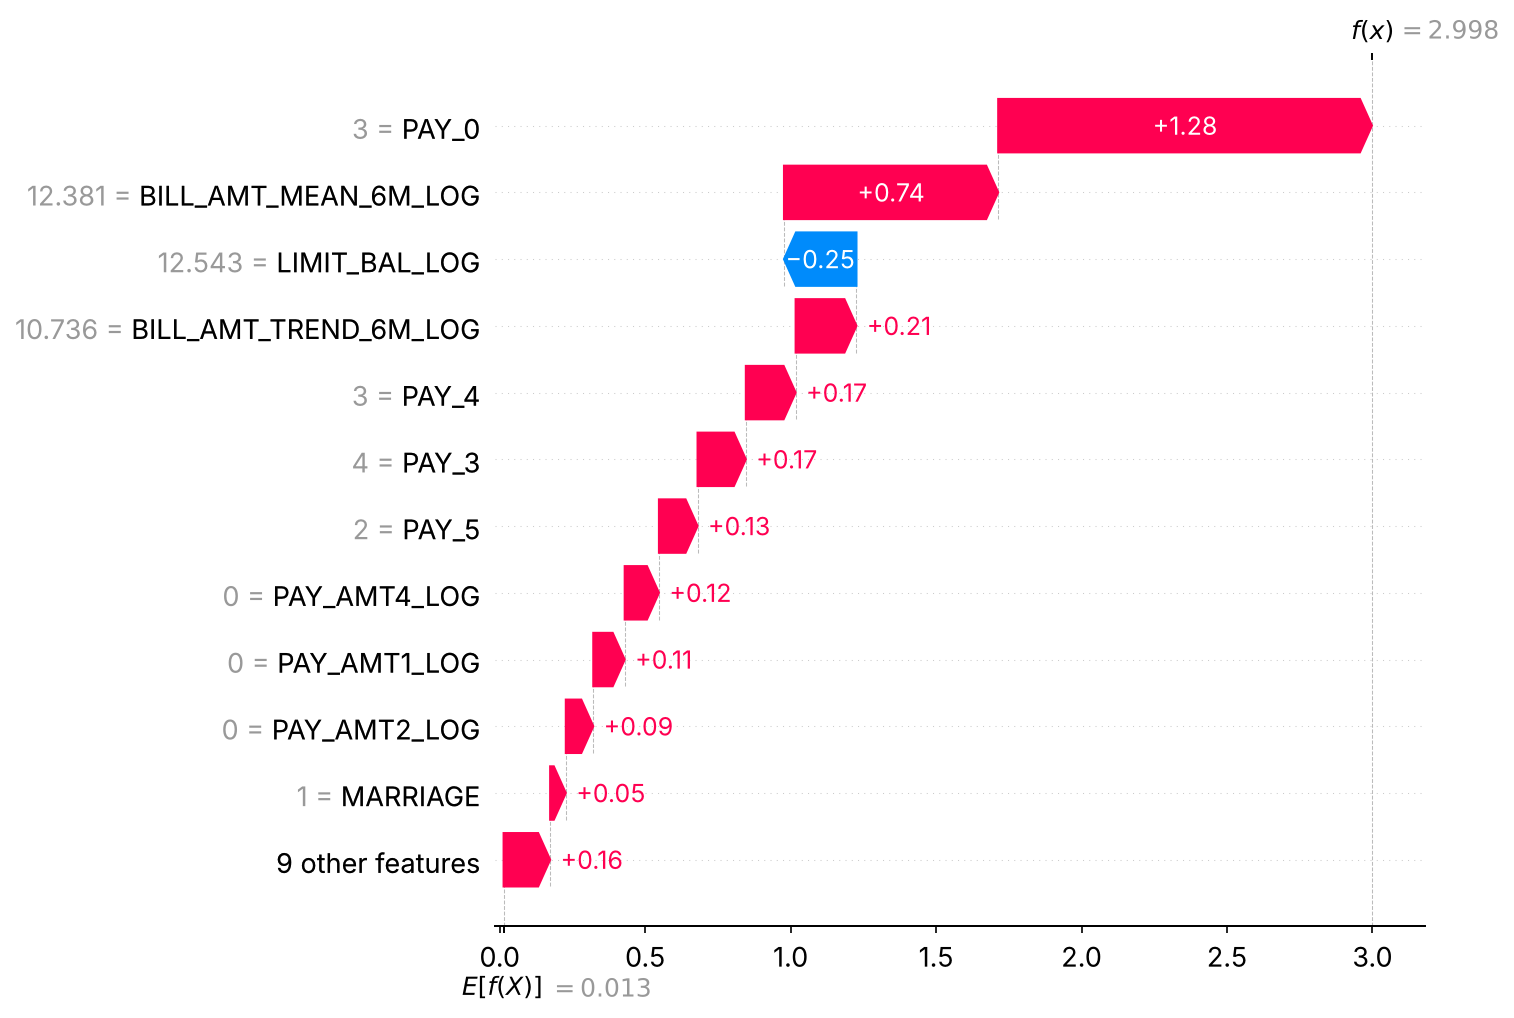 f(x) = 2.998
3 = PAY_0 +1.28
12.381 = BILL_AMT_MEAN_6M_LOG +0.74
12.543 = LIMIT_BAL_LOG −0.25
10.736 = BILL_AMT_TREND_6M_LOG +0.21
3 = PAY_4 +0.17
4 = PAY_3 +0.17
2 = PAY_5 +0.13
0 = PAY_AMT4_LOG +0.12
0 = PAY_AMT1_LOG +0.11
0 = PAY_AMT2_LOG +0.09
1 = MARRIAGE +0.05
9 other features +0.16
0.0 0.5 1.0 1.5 2.0 2.5 3.0
E[f(X)] = 0.013